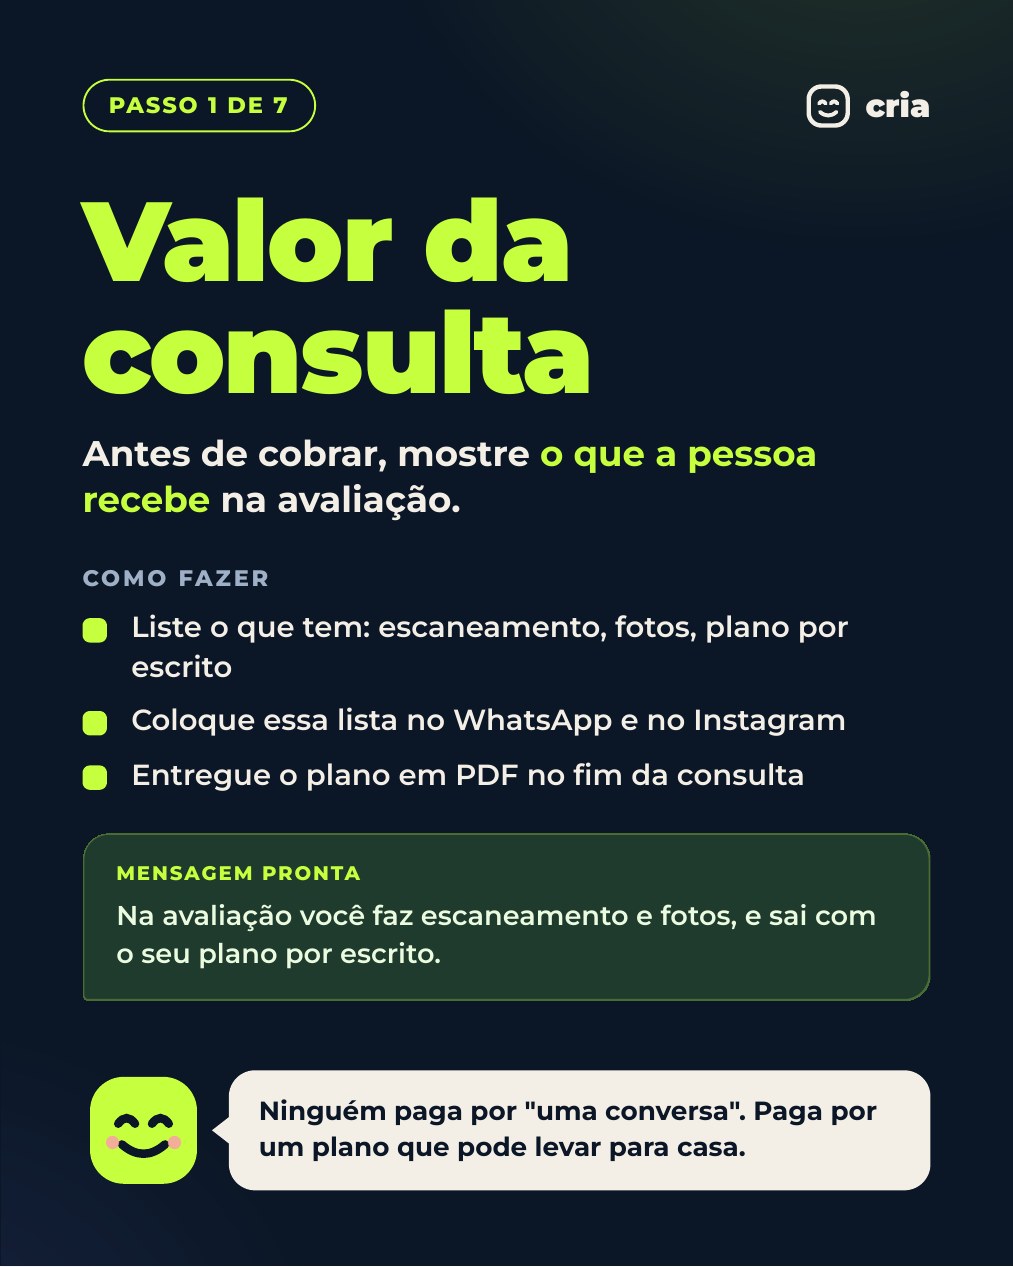 PASSO 1 DE 7
cria
Valor da
consulta
Antes de cobrar, mostre o que a pessoa
recebe na avaliação.
COMO FAZER
Liste o que tem: escaneamento, fotos, plano por
escrito
Coloque essa lista no WhatsApp e no Instagram
Entregue o plano em PDF no fim da consulta
MENSAGEM PRONTA
Na avaliação você faz escaneamento e fotos, e sai com
o seu plano por escrito.
Ninguém paga por "uma conversa". Paga por
um plano que pode levar para casa.